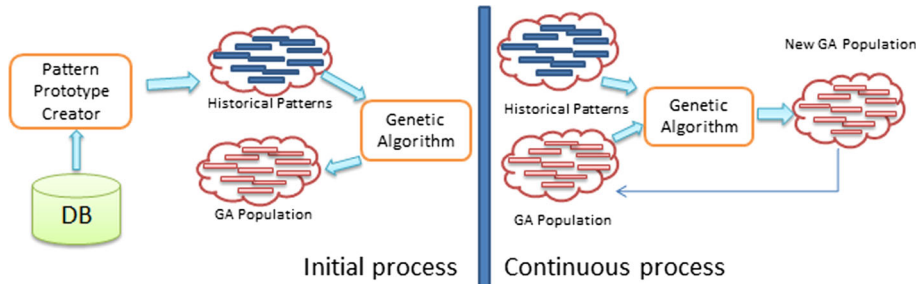 Pattern
Prototype
Creator
DB
Historical Patterns
Genetic
Algorithm
GA Population
Initial process
Historical Patterns
Genetic
Algorithm
New GA Population
GA Population
Continuous process